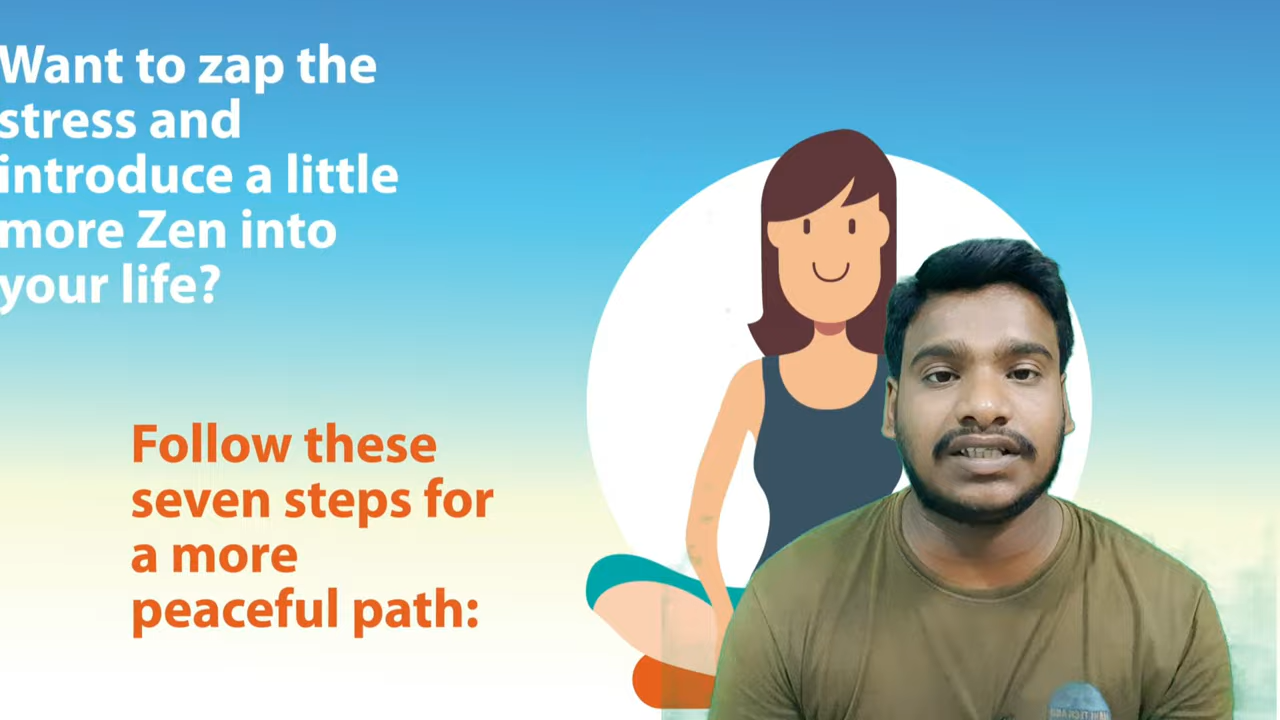 Want to zap the
stress and
introduce a little
more Zen into
your life?
Follow these
seven steps for
a more
peaceful path: